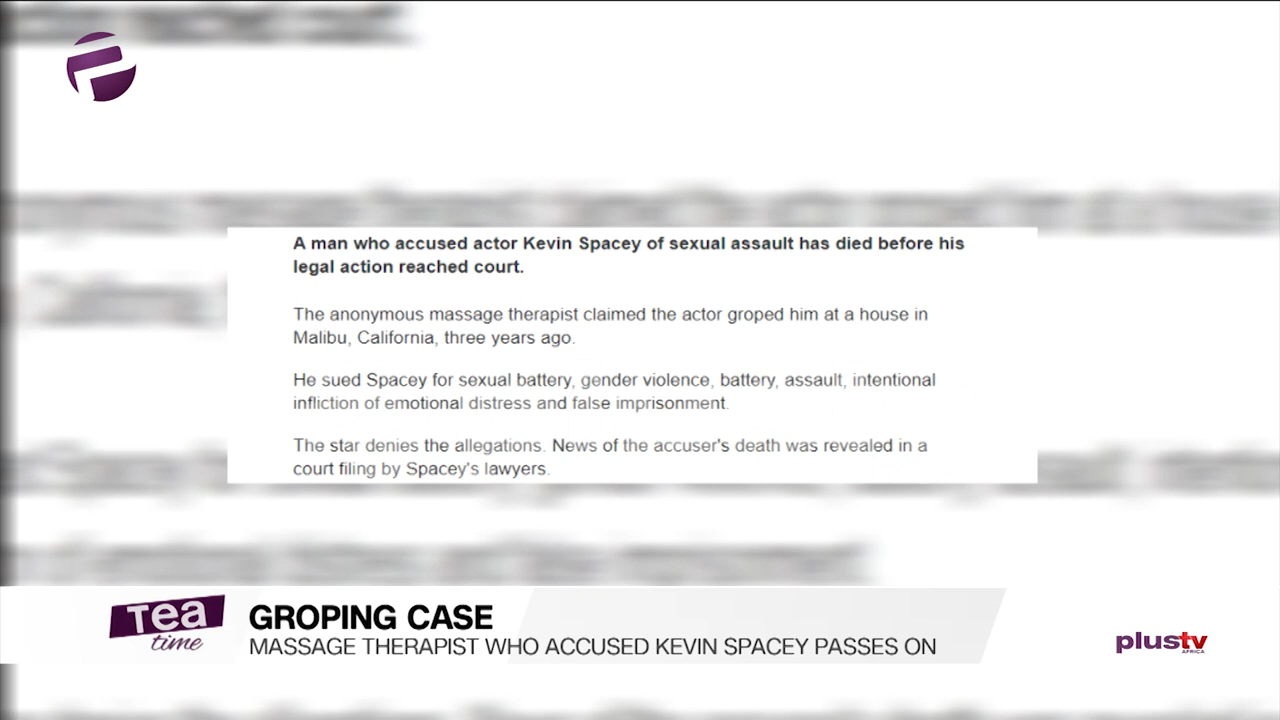 A man who accused actor Kevin Spacey of sexual assault has died before his
legal action reached court.
The anonymous massage therapist claimed the actor groped him at a house in
Malibu, California, three years ago.
He sued Spacey for sexual battery, gender violence, battery, assault, intentional
infliction of emotional distress and false imprisonment.
The star denies the allegations. News of the accuser's death was revealed in a
court filing by Spacey's lawyers.
Tea
time
GROPING CASE
MASSAGE THERAPIST WHO ACCUSED KEVIN SPACEY PASSES ON
plustv
AFRICA